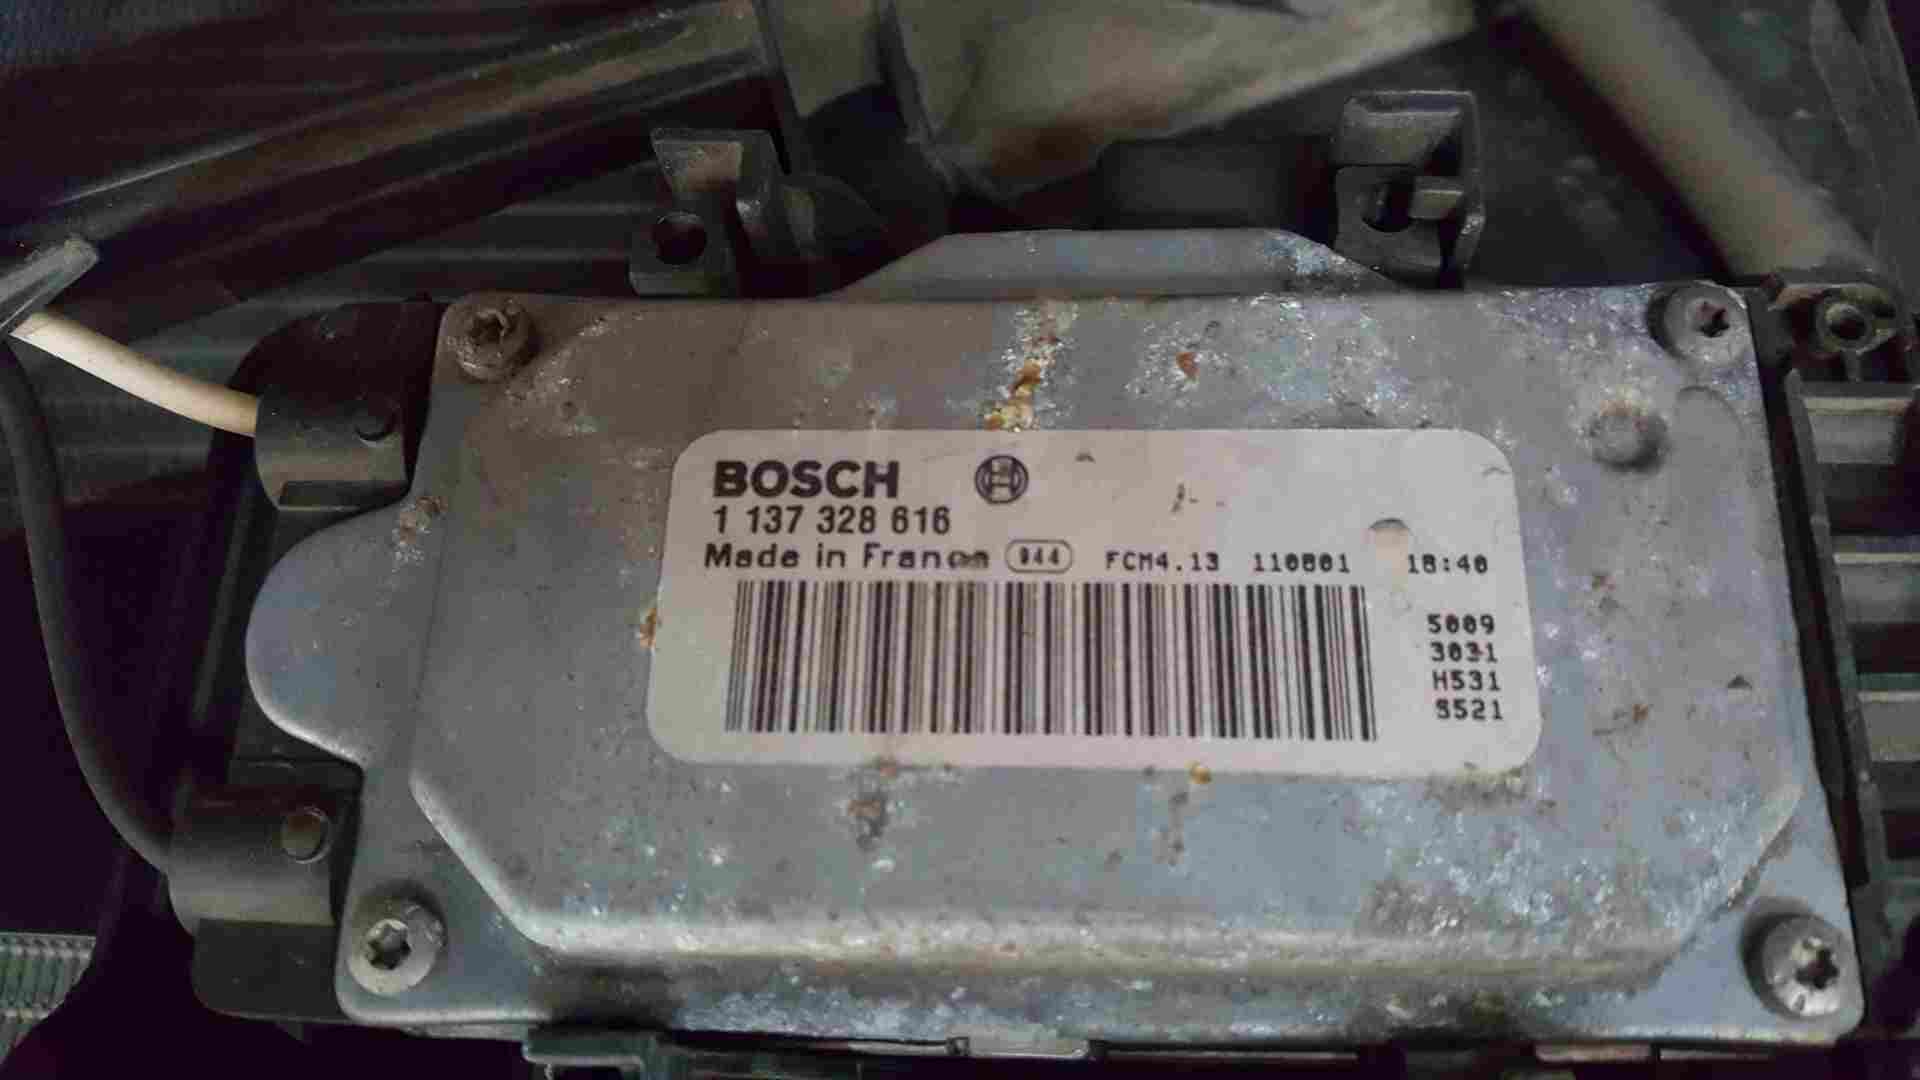 BOSCH
1 137 328 616
Made in France 044 FCM4.13 110801 18:40
5009
3031
H531
S521